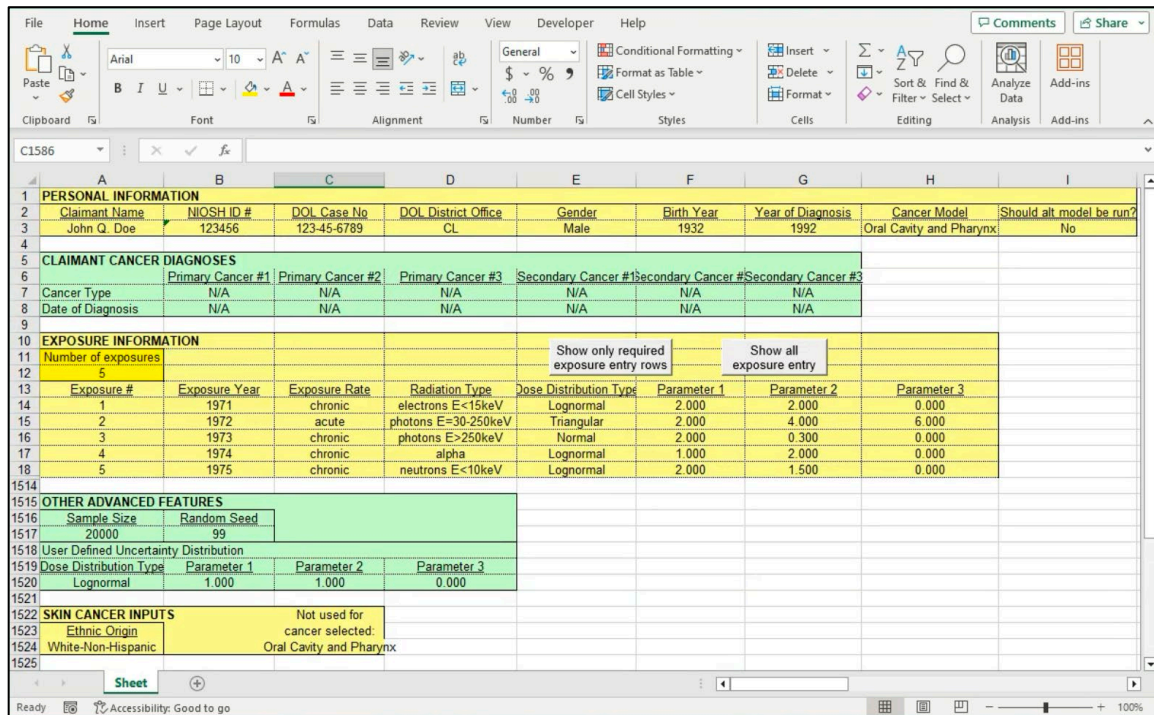 File Home Insert Page Layout Formulas Data Review View Developer Help Comments Share
Arial 10 A^ A˅ ab General Conditional Formatting Insert Σ A Z
Paste B I U A $ % 9 Format as Table Delete Sort & Find & Analyze Add-ins
.00 .00 Cell Styles Format Filter Select Data
Clipboard Font Alignment Number Styles Cells Editing Analysis Add-ins
C1586 fx
A B C D E F G H I
1 PERSONAL INFORMATION
2 Claimant Name NIOSH ID # DOL Case No DOL District Office Gender Birth Year Year of Diagnosis Cancer Model Should alt model be run?
3 John Q. Doe 123456 123-45-6789 CL Male 1932 1992 Oral Cavity and Pharynx No
4
5 CLAIMANT CANCER DIAGNOSES
6 Primary Cancer #1 Primary Cancer #2 Primary Cancer #3 Secondary Cancer #1 Secondary Cancer # Secondary Cancer #3
7 Cancer Type N/A N/A N/A N/A N/A N/A
8 Date of Diagnosis N/A N/A N/A N/A N/A N/A
9
10 EXPOSURE INFORMATION
11 Number of exposures Show only required Show all
12 5 exposure entry rows exposure entry
13 Exposure # Exposure Year Exposure Rate Radiation Type Dose Distribution Type Parameter 1 Parameter 2 Parameter 3
14 1 1971 chronic electrons E<15keV Lognormal 2.000 2.000 0.000
15 2 1972 acute photons E=30-250keV Triangular 2.000 4.000 6.000
16 3 1973 chronic photons E>250keV Normal 2.000 0.300 0.000
17 4 1974 chronic alpha Lognormal 1.000 2.000 0.000
18 5 1975 chronic neutrons E<10keV Lognormal 2.000 1.500 0.000
1514
1515 OTHER ADVANCED FEATURES
1516 Sample Size Random Seed
1517 20000 99
1518 User Defined Uncertainty Distribution
1519 Dose Distribution Type Parameter 1 Parameter 2 Parameter 3
1520 Lognormal 1.000 1.000 0.000
1521
1522 SKIN CANCER INPUTS Not used for
1523 Ethnic Origin cancer selected:
1524 White-Non-Hispanic Oral Cavity and Pharynx
1525
Sheet
Ready Accessibility: Good to go 100%